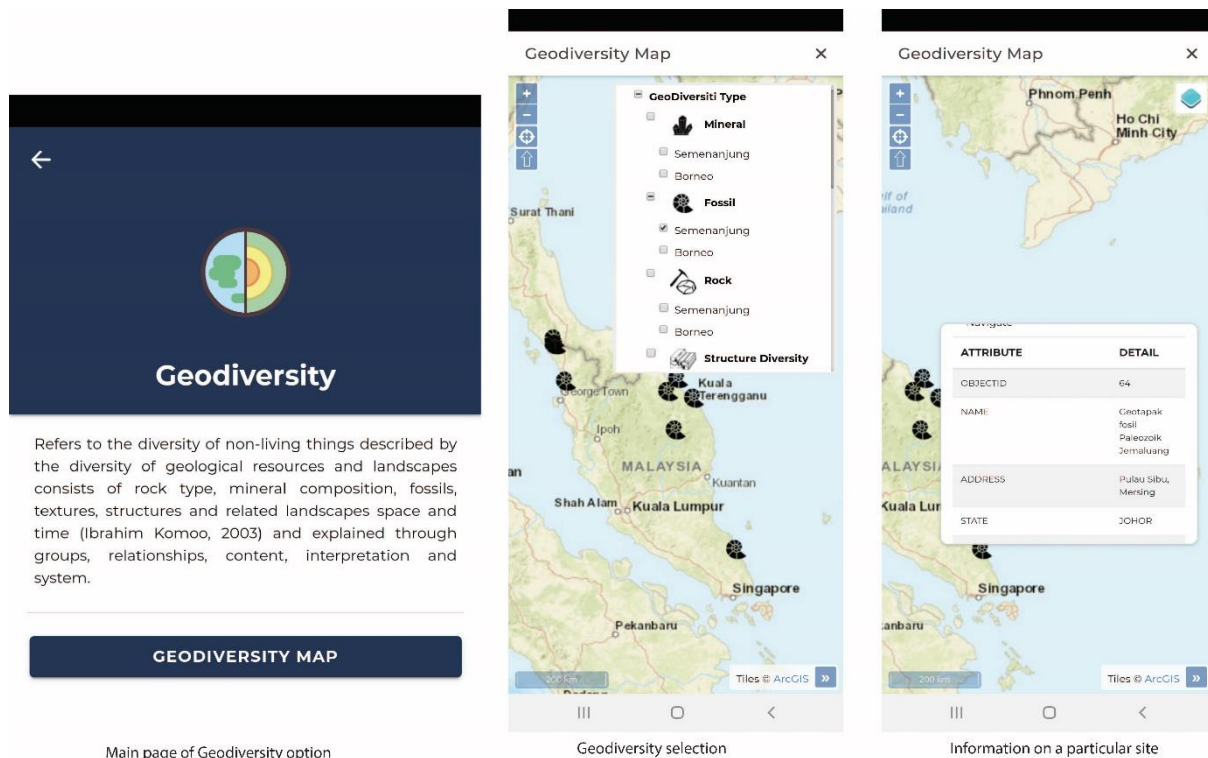 Geodiversity
Refers to the diversity of non-living things described by
the diversity of geological resources and landscapes
consists of rock type, mineral composition, fossils,
textures, structures and related landscapes space and
time (Ibrahim Komoo, 2003) and explained through
groups, relationships, content, interpretation and
system.
GEODIVERSITY MAP
Main page of Geodiversity option
Geodiversity Map ×
+
−
GeoDiversiti Type
Mineral
Semenanjung
Borneo
Fossil
Semenanjung
Borneo
Rock
Semenanjung
Borneo
Structure Diversity
Surat Thani
George Town
Kuala
Terengganu
Ipoh
MALAYSIA
Kuantan
Shah Alam
Kuala Lumpur
Singapore
Pekanbaru
200 km
Tiles © ArcGIS »
Geodiversity selection
Geodiversity Map ×
+
−
Phnom Penh
Ho Chi
Minh City
Navigate
ATTRIBUTE DETAIL
OBJECTID 64
NAME Geotapak
fosil
Paleozoik
Jemaluang
ADDRESS Pulau Sibu,
Mersing
STATE JOHOR
ALAYSI
Kuala Lur
Singapore
anbaru
200 km
Tiles © ArcGIS »
Information on a particular site